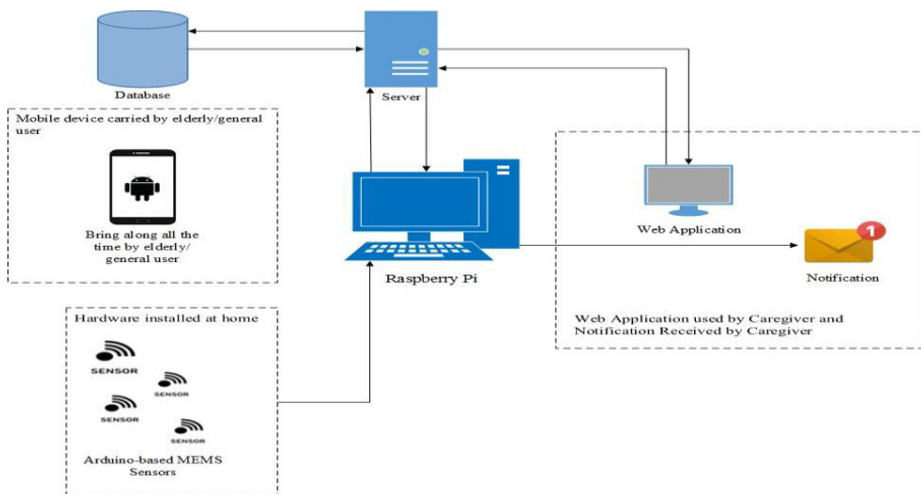 Database
Server
Mobile device carried by elderly/general
user
Bring along all the
time by elderly/
general user
Raspberry Pi
Web Application
1
Notification
Web Application used by Caregiver and
Notification Received by Caregiver
Hardware installed at home
SENSOR
SENSOR
SENSOR
SENSOR
Arduino-based MEMS
Sensors